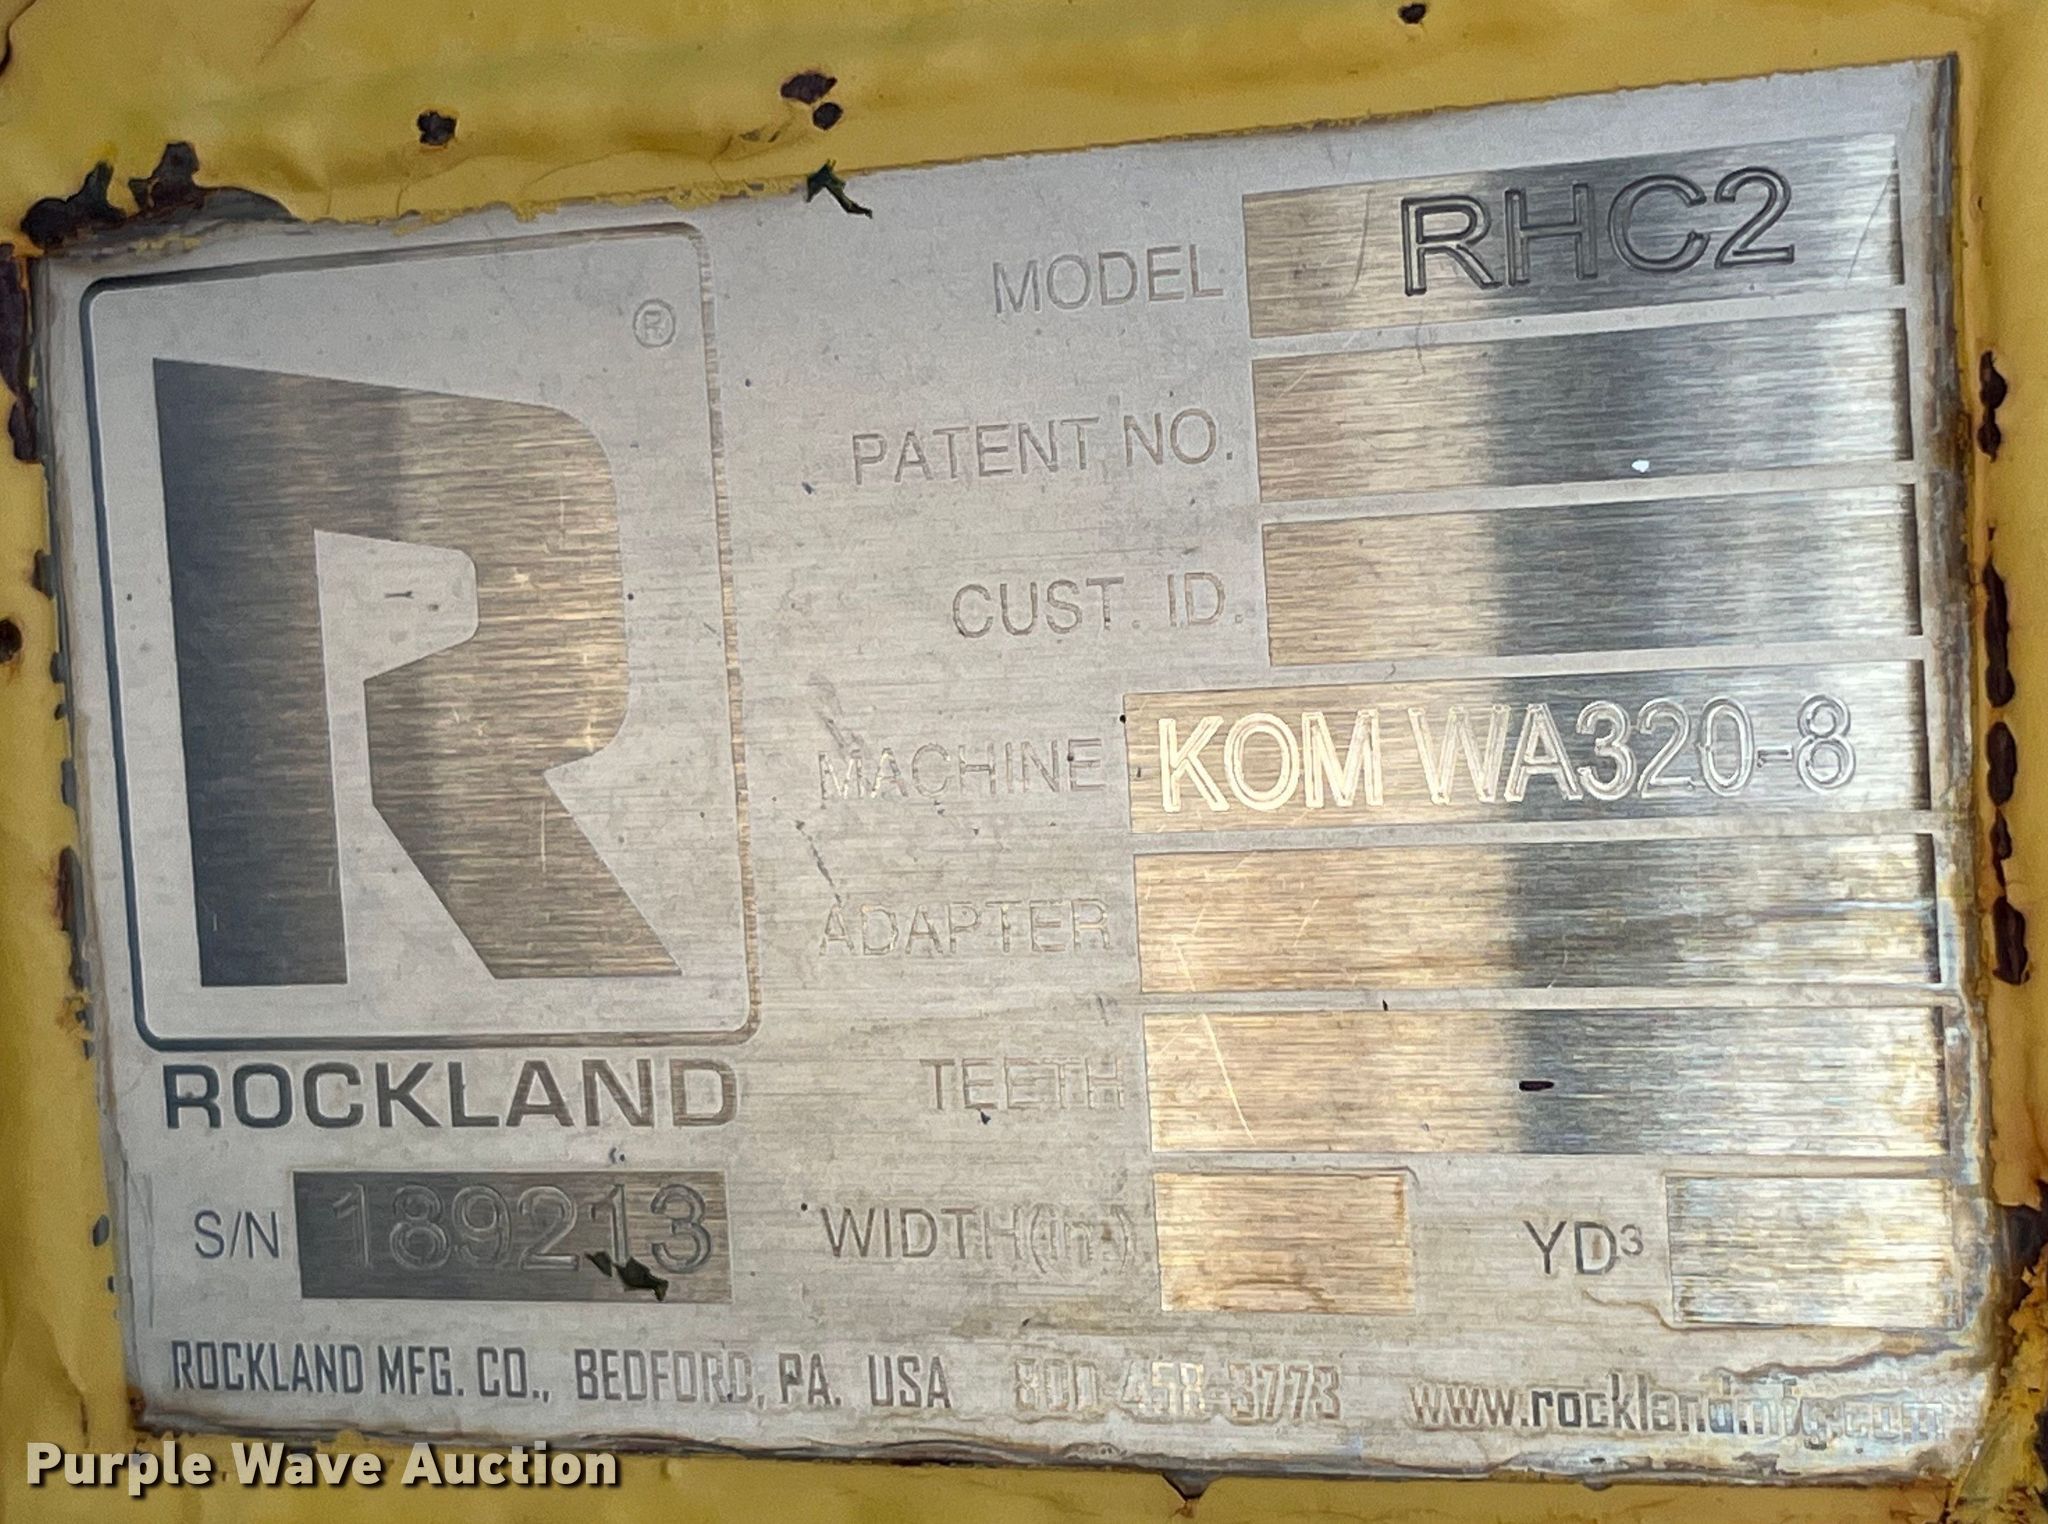 MODEL RHC2
R ®
PATENT NO.
CUST. ID.
MACHINE KOM WA320-8
ADAPTER
TEETH
ROCKLAND
S/N 189213
WIDTH(in.) YD³
ROCKLAND MFG. CO., BEDFORD, PA. USA 800-458-3773 www.rocklandmfg.com
Purple Wave Auction